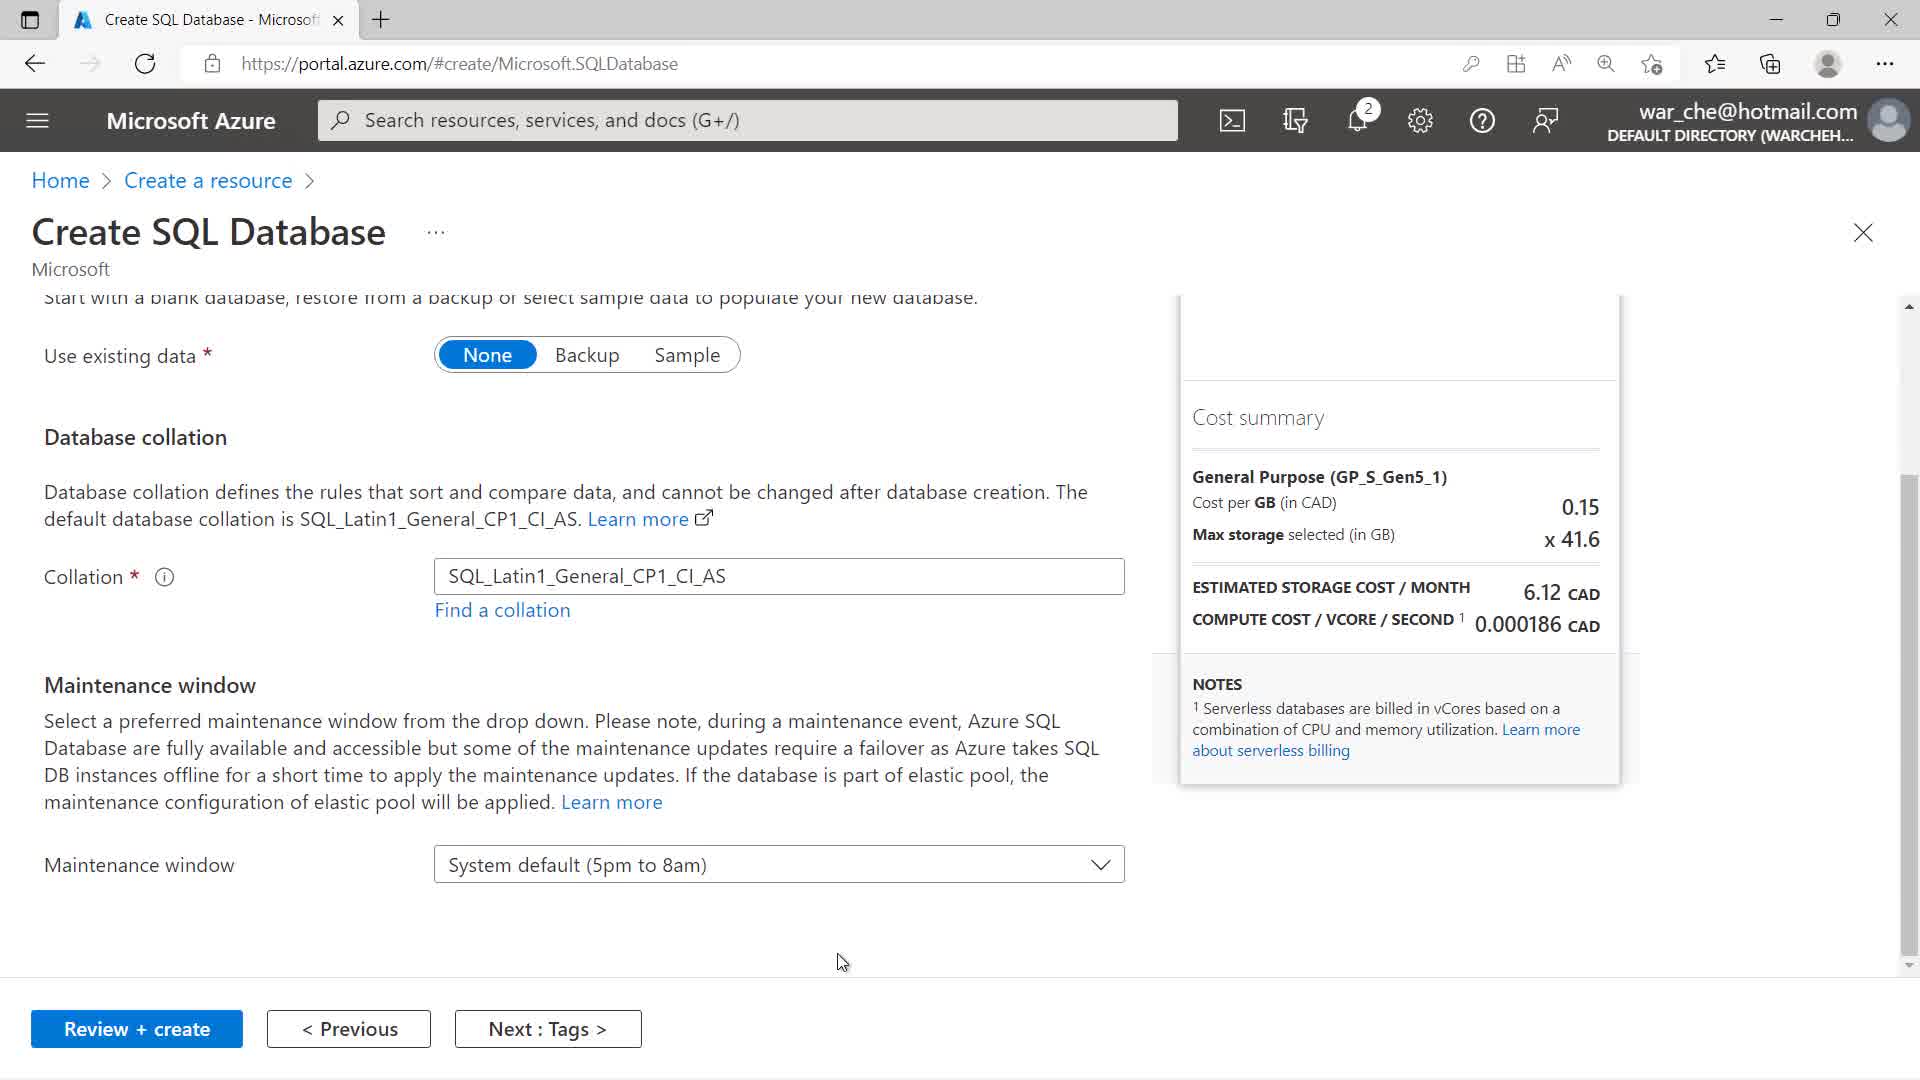 Create SQL Database - Microsof
https://portal.azure.com/#create/Microsoft.SQLDatabase
Microsoft Azure
Search resources, services, and docs (G+/)
2
war_che@hotmail.com
DEFAULT DIRECTORY (WARCHEH...
Home > Create a resource >
Create SQL Database ...
Microsoft
Start with a blank database, restore from a backup or select sample data to populate your new database.
Use existing data *
None Backup Sample
Database collation
Database collation defines the rules that sort and compare data, and cannot be changed after database creation. The
default database collation is SQL_Latin1_General_CP1_CI_AS. Learn more
Collation *
SQL_Latin1_General_CP1_CI_AS
Find a collation
Maintenance window
Select a preferred maintenance window from the drop down. Please note, during a maintenance event, Azure SQL
Database are fully available and accessible but some of the maintenance updates require a failover as Azure takes SQL
DB instances offline for a short time to apply the maintenance updates. If the database is part of elastic pool, the
maintenance configuration of elastic pool will be applied. Learn more
Maintenance window
System default (5pm to 8am)
Cost summary
General Purpose (GP_S_Gen5_1)
Cost per GB (in CAD) 0.15
Max storage selected (in GB) x 41.6
ESTIMATED STORAGE COST / MONTH 6.12 CAD
COMPUTE COST / VCORE / SECOND 1 0.000186 CAD
NOTES
1 Serverless databases are billed in vCores based on a
combination of CPU and memory utilization. Learn more
about serverless billing
Review + create
< Previous
Next : Tags >